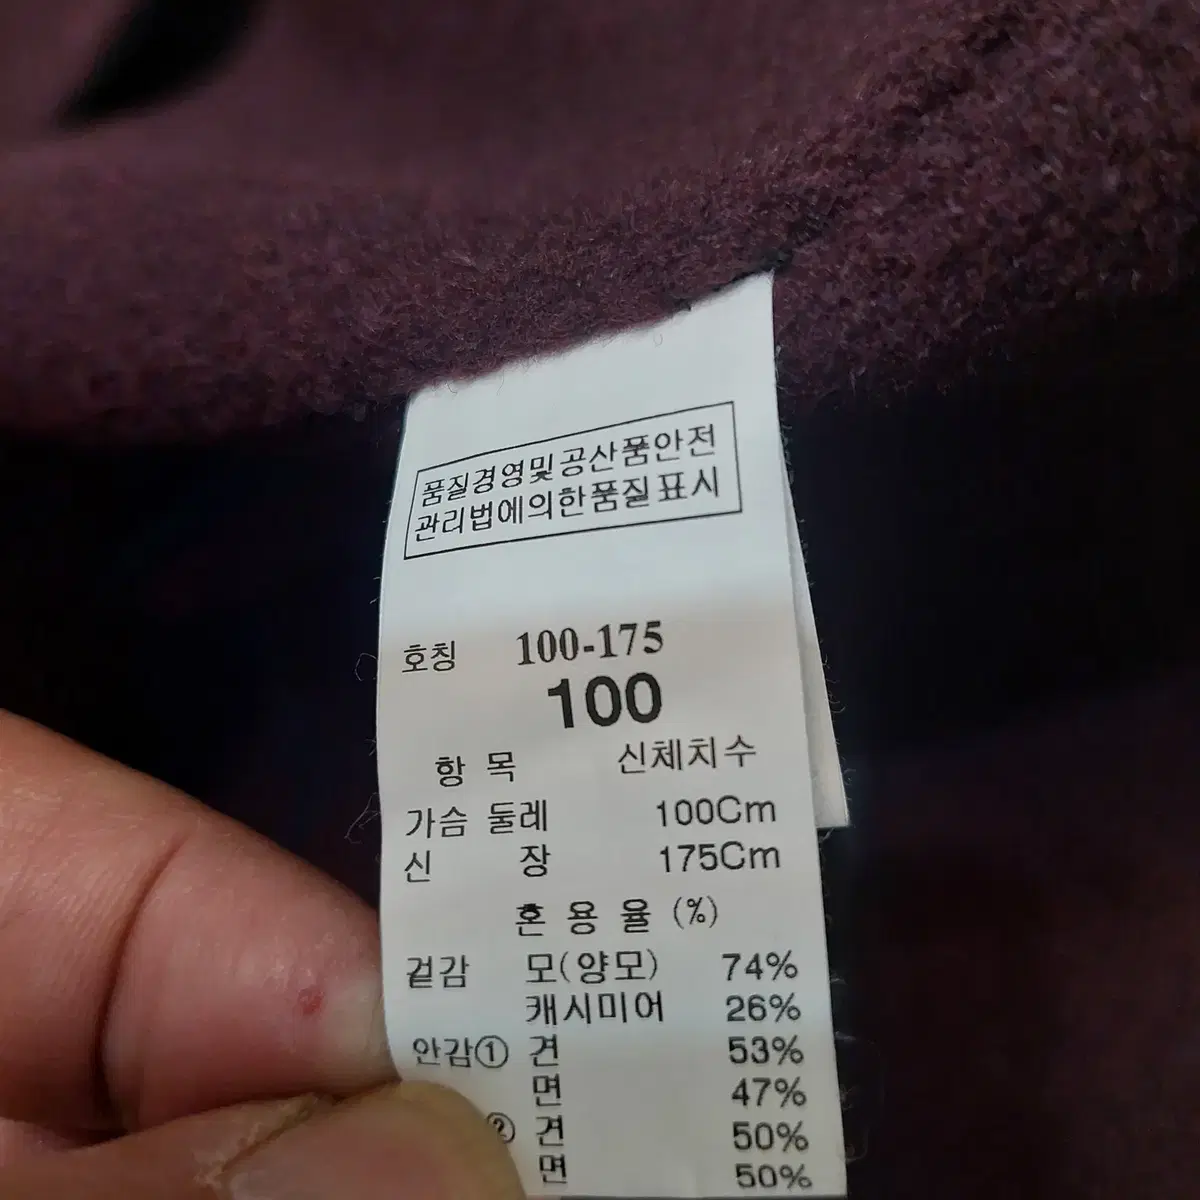 품질경영및공산품안전
관리법에의한품질표시
호칭 100-175
100
항 목 신체치수
가슴 둘레 100Cm
신 장 175Cm
혼 용 율 (%)
겉감 모(양모) 74%
캐시미어 26%
안감① 견 53%
면 47%
② 견 50%
면 50%